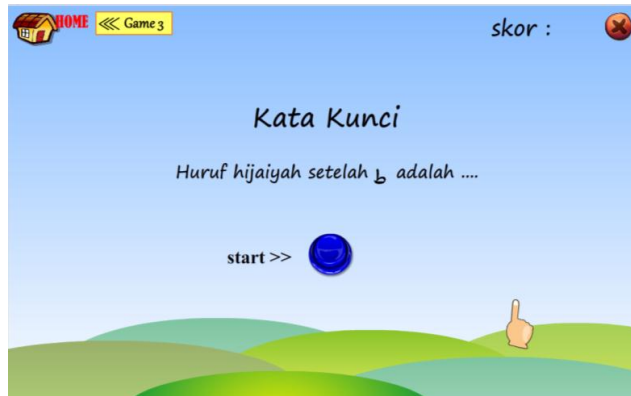 HOME
<<< Game 3
skor :
Kata Kunci
Huruf hijaiyah setelah ط adalah ....
start >>